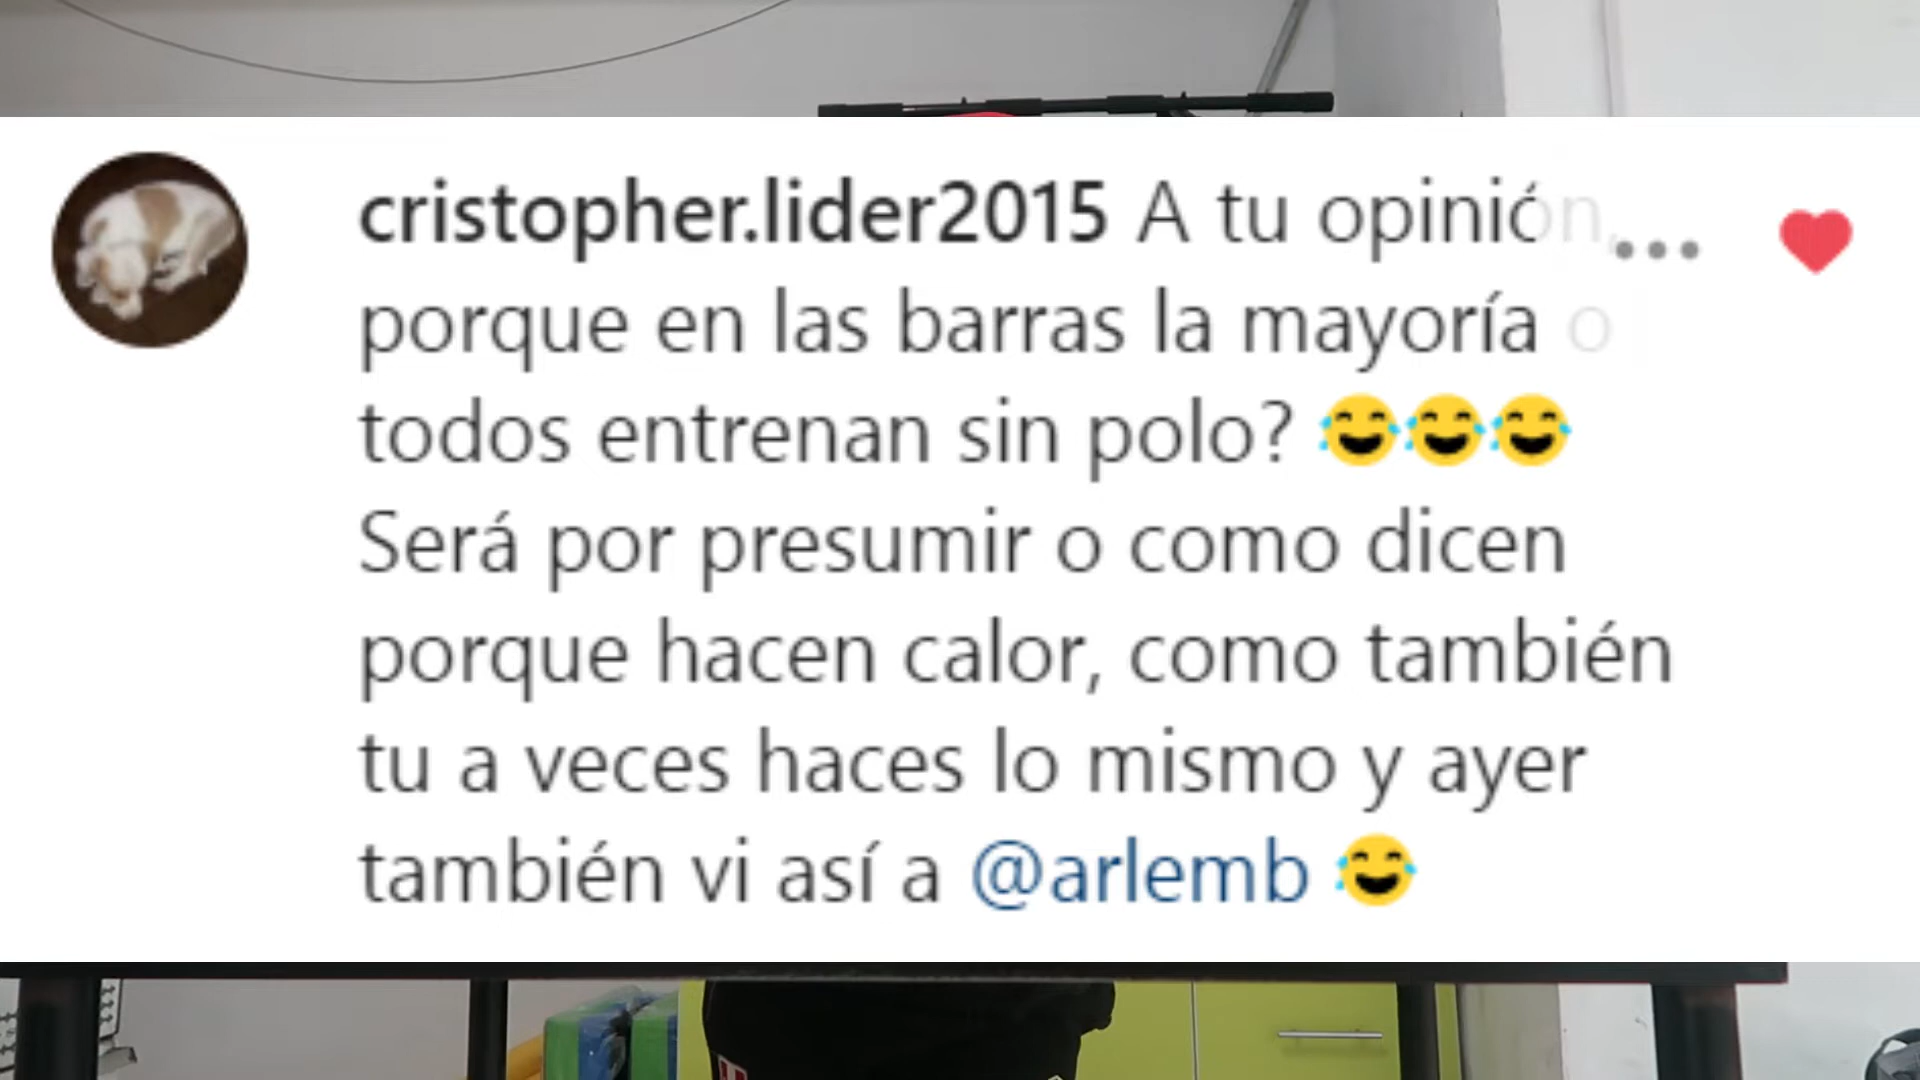 cristopher.lider2015 A tu opinión, ...
porque en las barras la mayoría o
todos entrenan sin polo? 😂😂😂
Será por presumir o como dicen
porque hacen calor, como también
tu a veces haces lo mismo y ayer
también vi así a @arlemb 😂